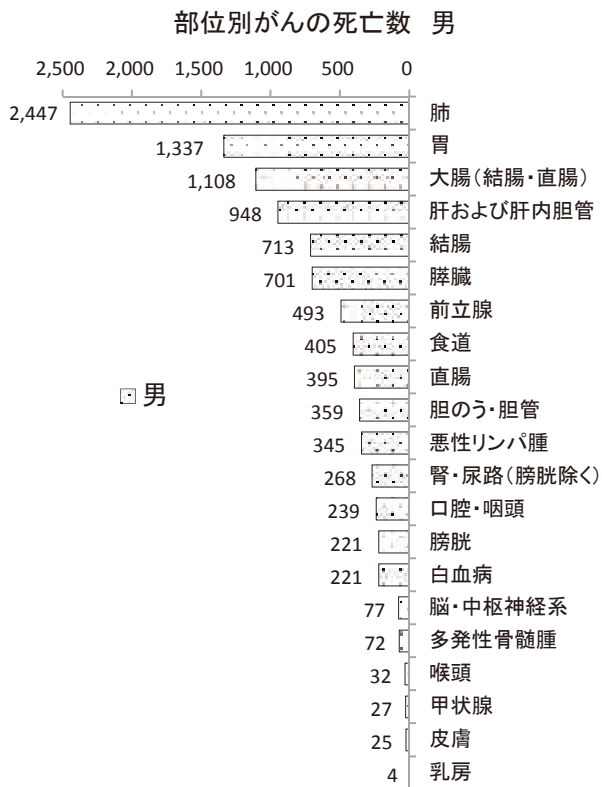 部位別がんの死亡数 男
2,500 2,000 1,500 1,000 500 0
2,447 肺
1,337 胃
1,108 大腸（結腸・直腸）
948 肝および肝内胆管
713 結腸
701 膵臓
493 前立腺
405 食道
395 直腸
男
359 胆のう・胆管
345 悪性リンパ腫
268 腎・尿路（膀胱除く）
239 口腔・咽頭
221 膀胱
221 白血病
77 脳・中枢神経系
72 多発性骨髄腫
32 喉頭
27 甲状腺
25 皮膚
4 乳房